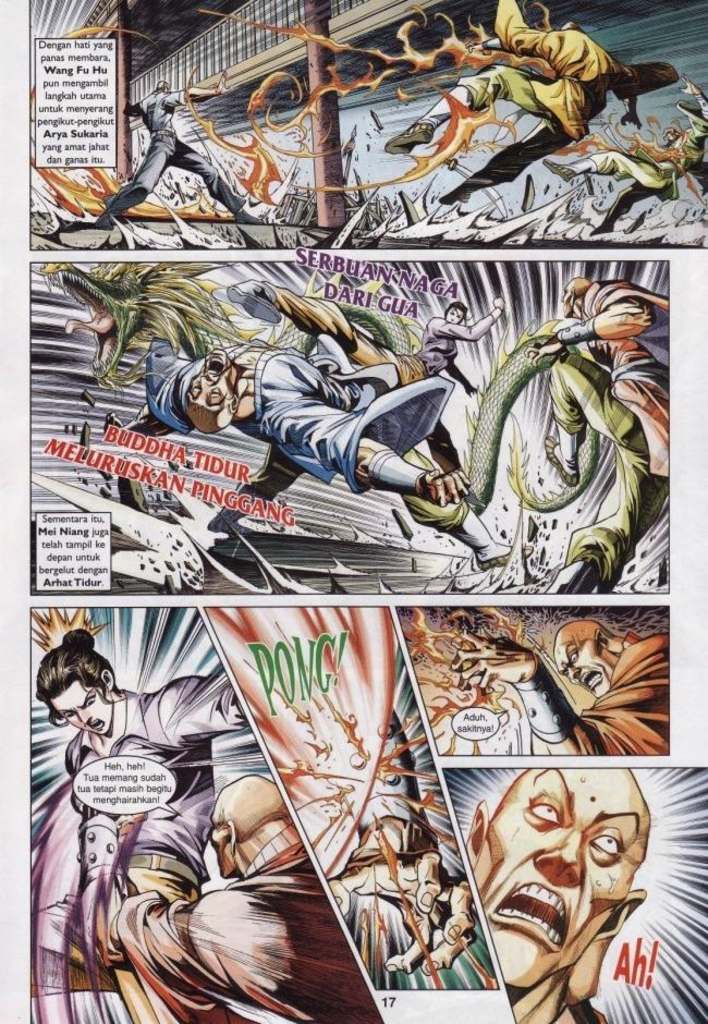 Dengan hati yang
panas membara,
Wang Fu Hu
pun mengambil
langkah utama
untuk menyerang
pengikut-pengikut
Arya Sukaria
yang amat jahat
dan ganas itu.
SERBUAN NAGA
DARI GUA
BUDDHA TIDUR
MELURUSKAN PINGGANG
Sementara itu,
Mei Niang juga
telah tampil ke
depan untuk
bergelut dengan
Arhat Tidur.
Heh, heh!
Tua memang sudah
tua tetapi masih begitu
menghairahkan!
PONG!
Aduh,
sakitnya!
Ah!
17